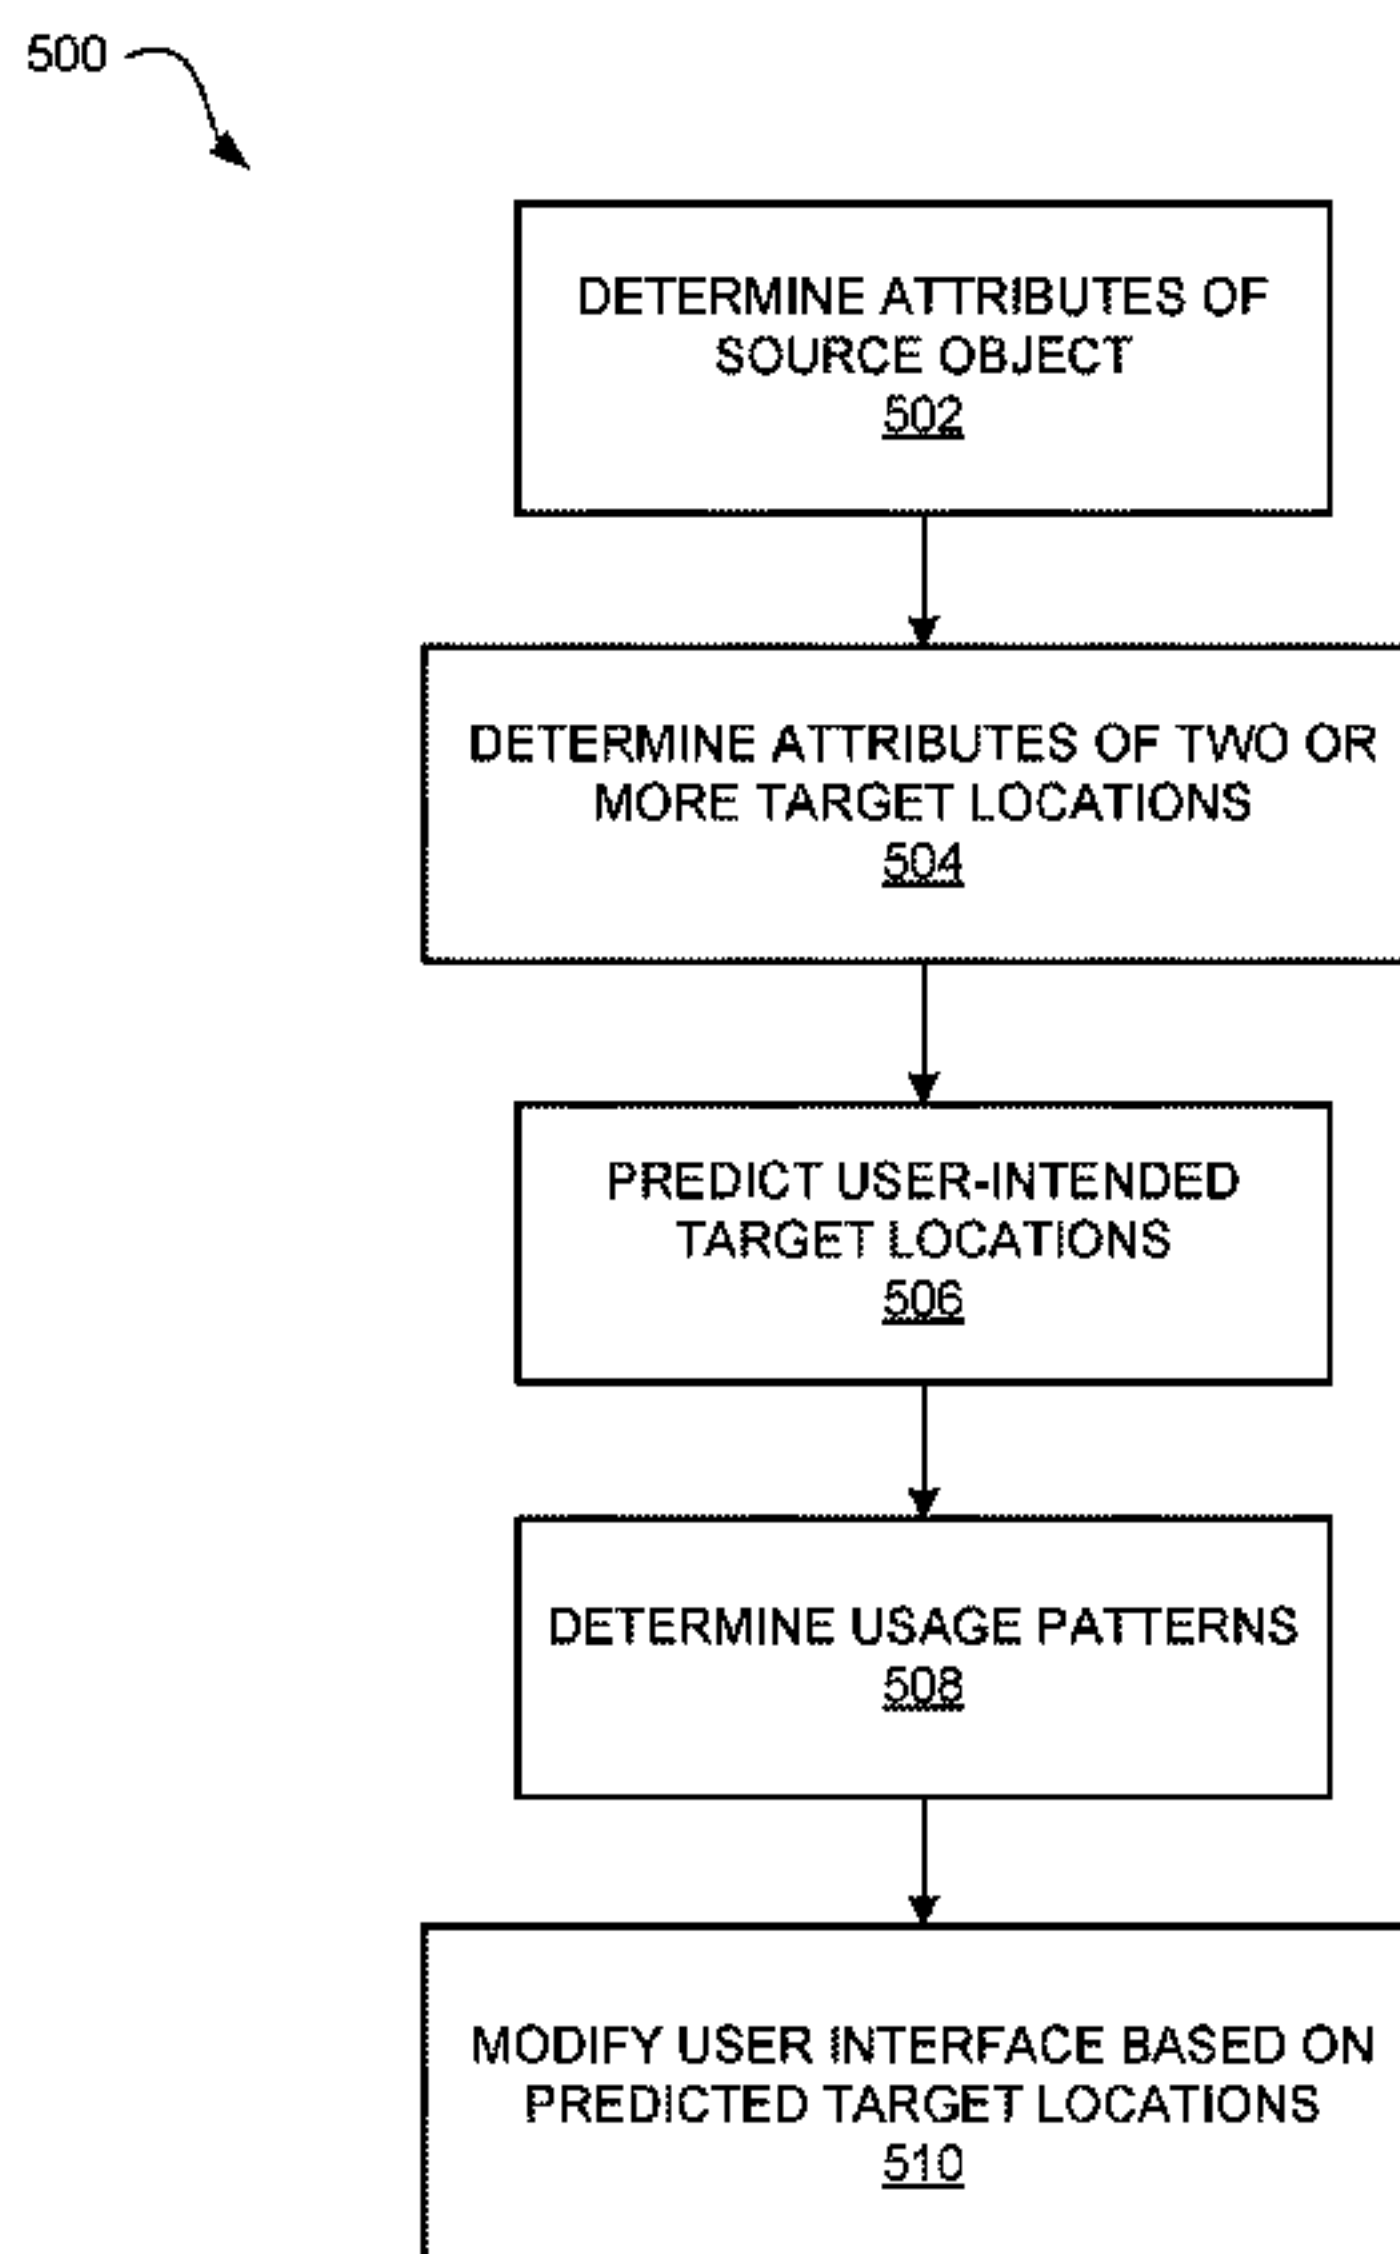 500
DETERMINE ATTRIBUTES OF
SOURCE OBJECT
502
DETERMINE ATTRIBUTES OF TWO OR
MORE TARGET LOCATIONS
504
PREDICT USER-INTENDED
TARGET LOCATIONS
506
DETERMINE USAGE PATTERNS
508
MODIFY USER INTERFACE BASED ON
PREDICTED TARGET LOCATIONS
510